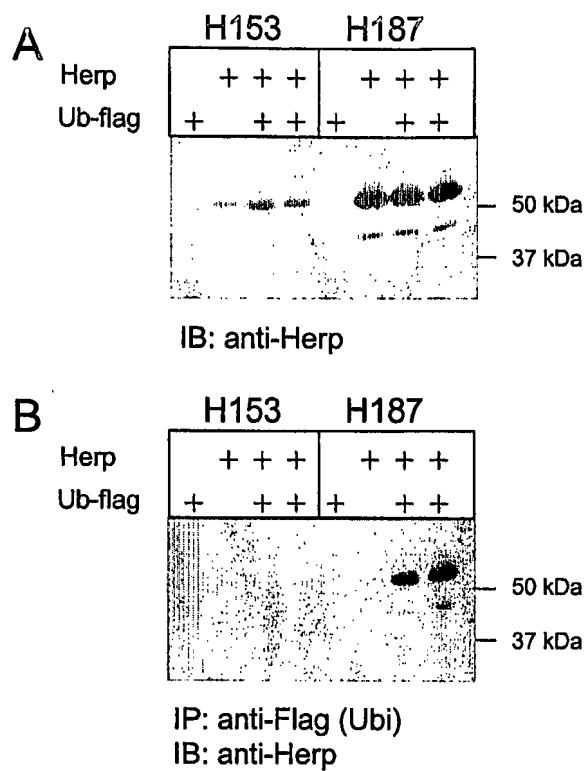 A
H153 H187
Herp + + + + + +
Ub-flag + + + + + +
50 kDa
37 kDa
IB: anti-Herp
B
H153 H187
Herp + + + + + +
Ub-flag + + + + + +
50 kDa
37 kDa
IP: anti-Flag (Ubi)
IB: anti-Herp